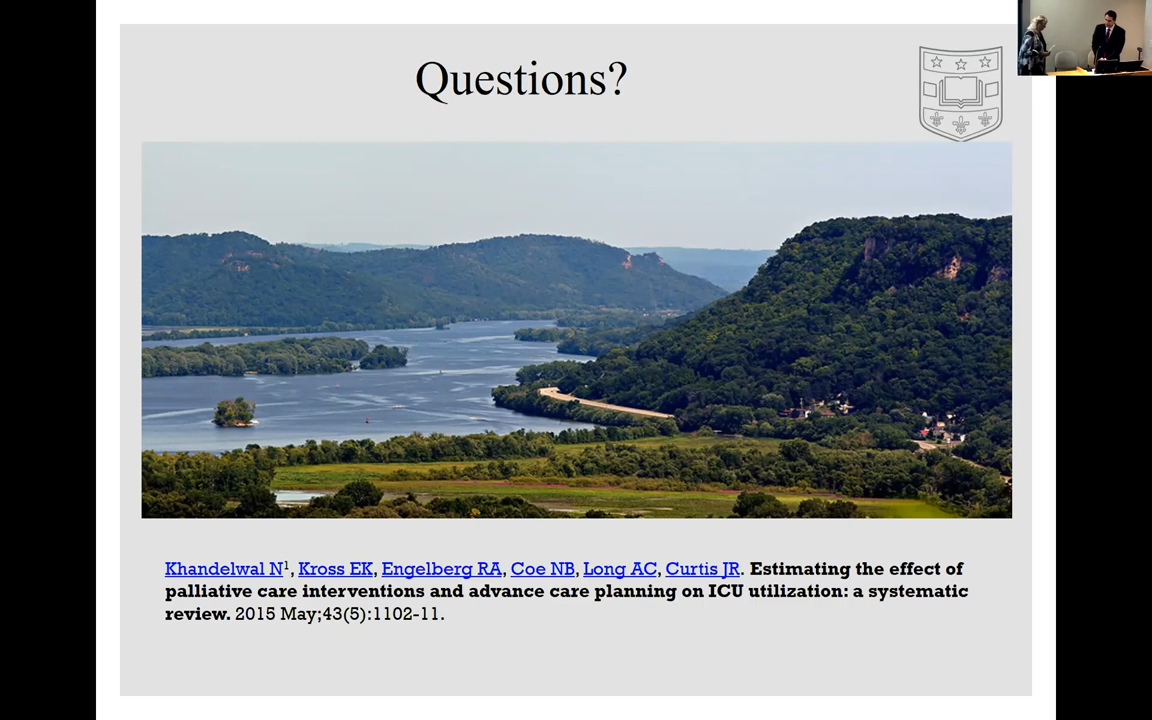 Questions?
Khandelwal N1, Kross EK, Engelberg RA, Coe NB, Long AC, Curtis JR. Estimating the effect of
palliative care interventions and advance care planning on ICU utilization: a systematic
review. 2015 May;43(5):1102-11.